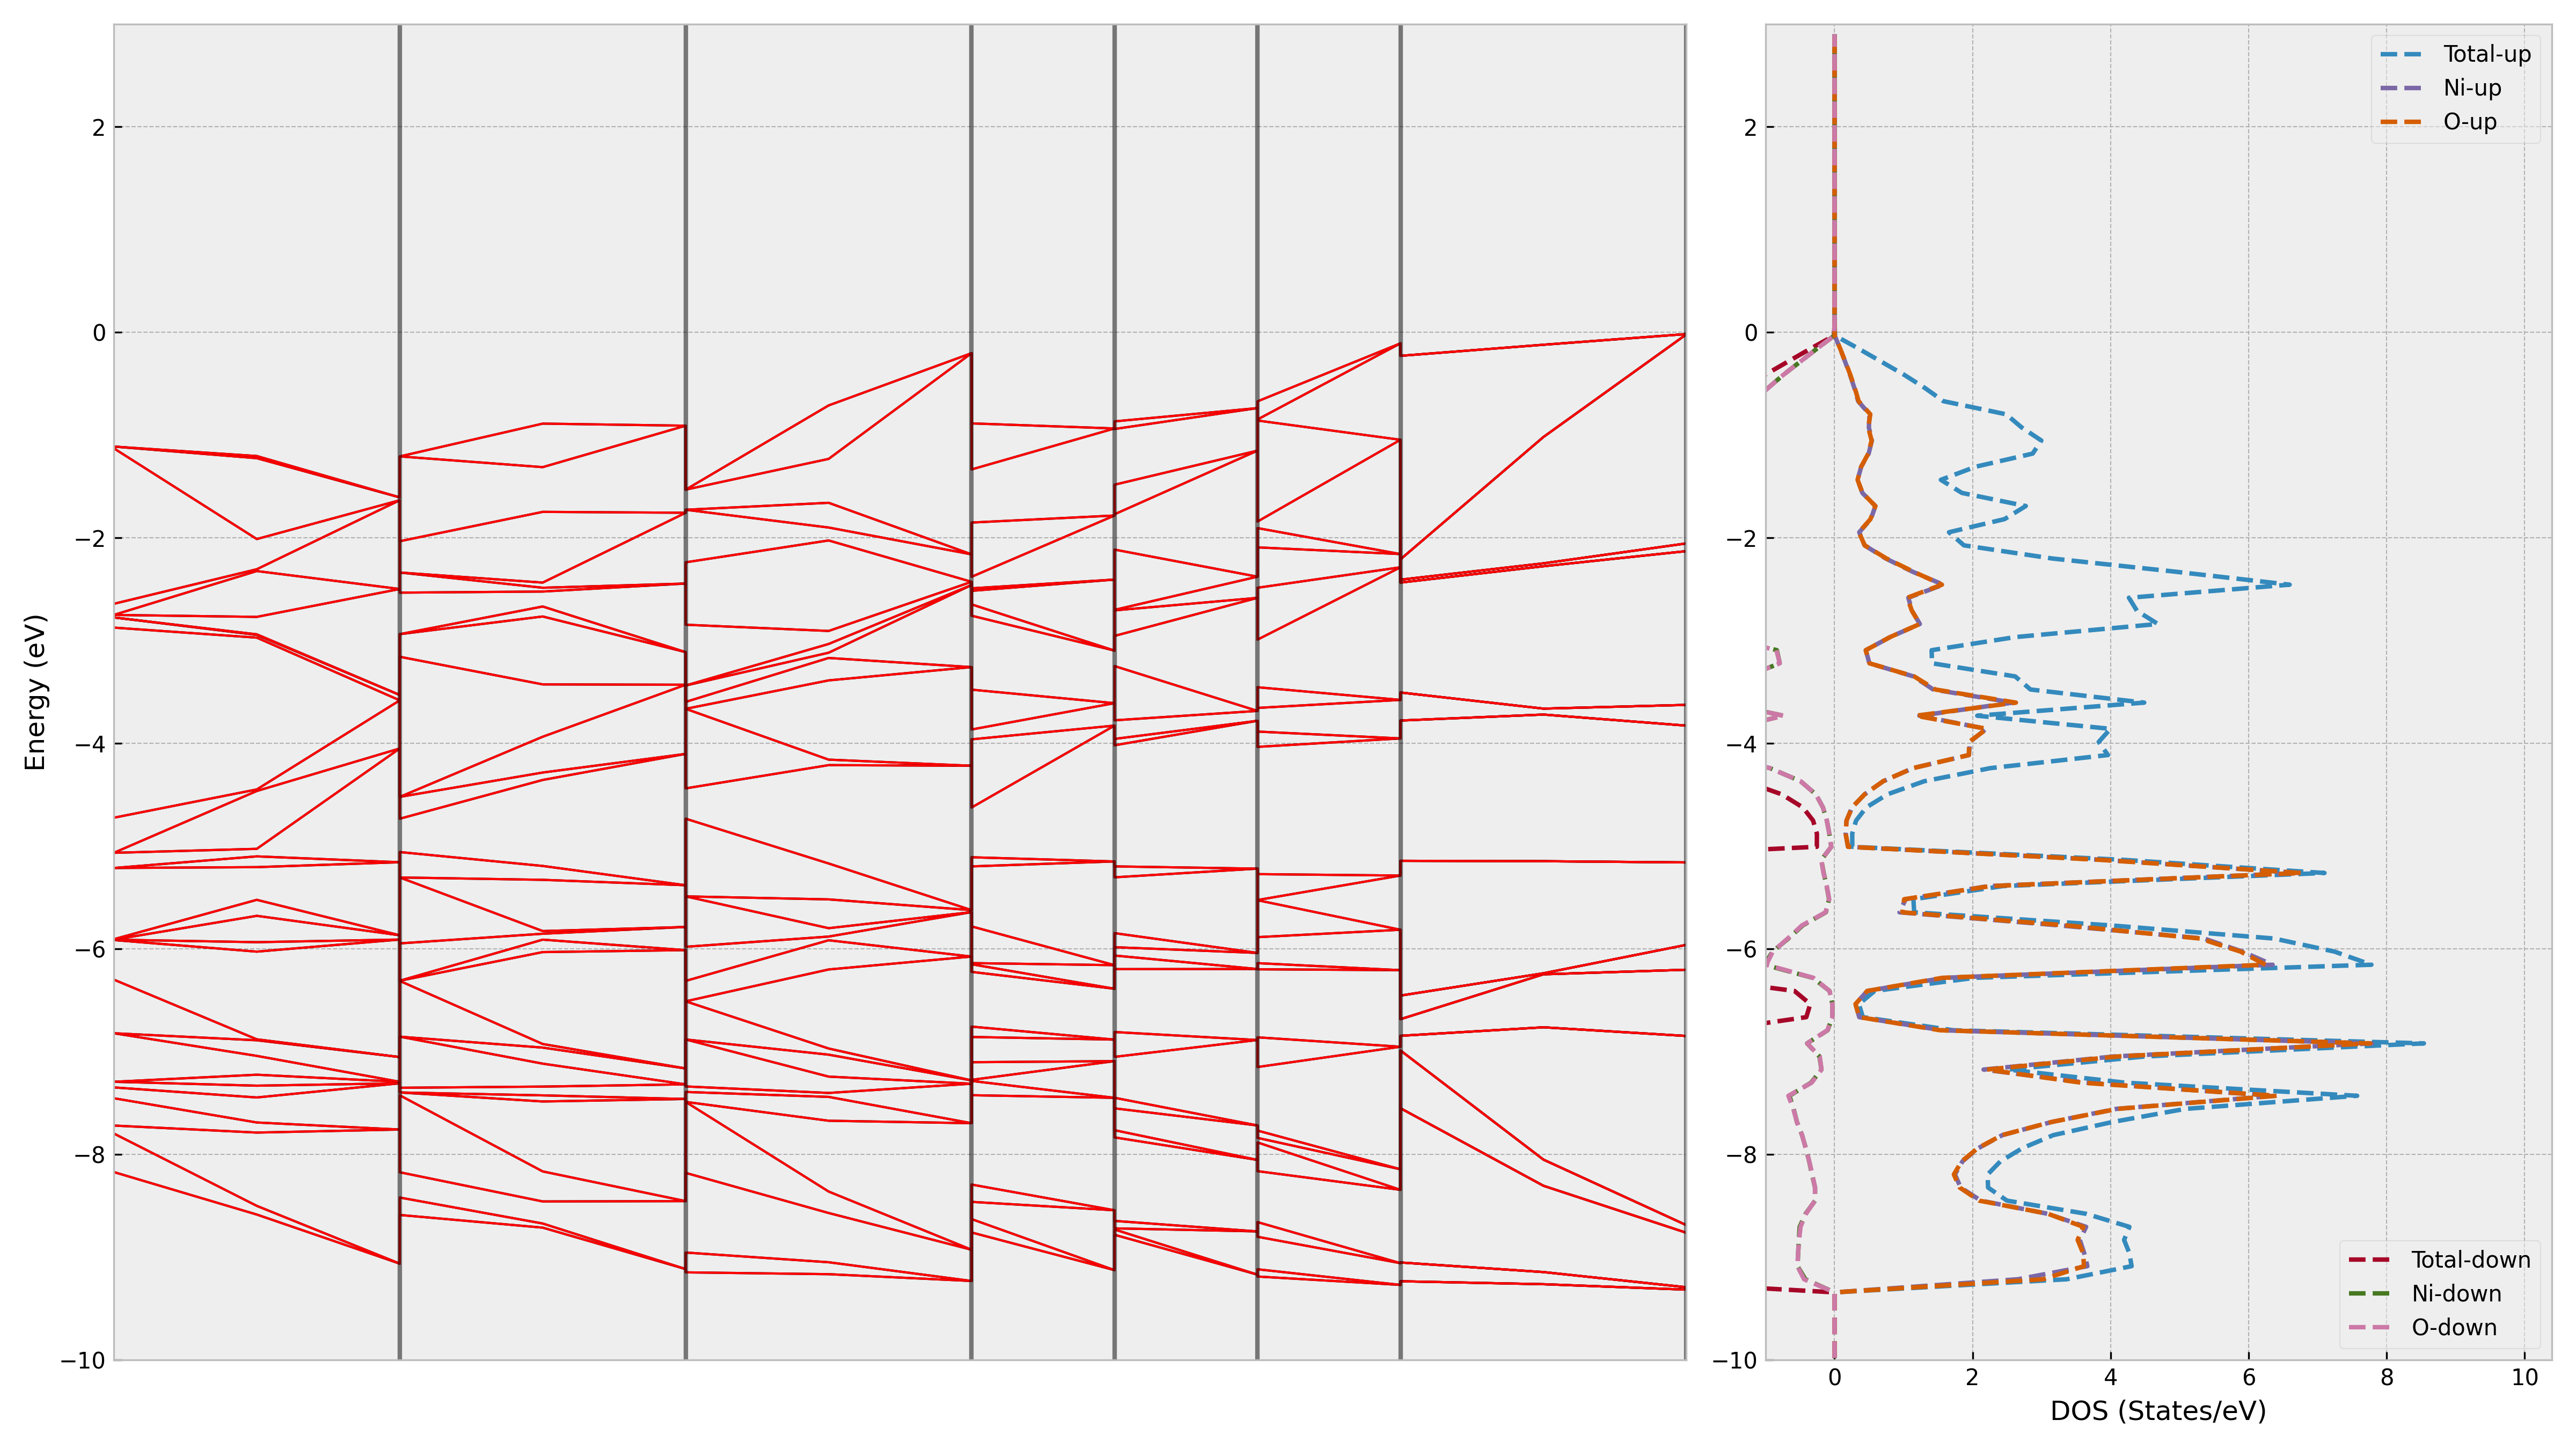 Energy (eV)
2
0
−2
−4
−6
−8
−10
2
0
−2
−4
−6
−8
−10
Total-up
Ni-up
O-up
Total-down
Ni-down
O-down
0 2 4 6 8 10
DOS (States/eV)